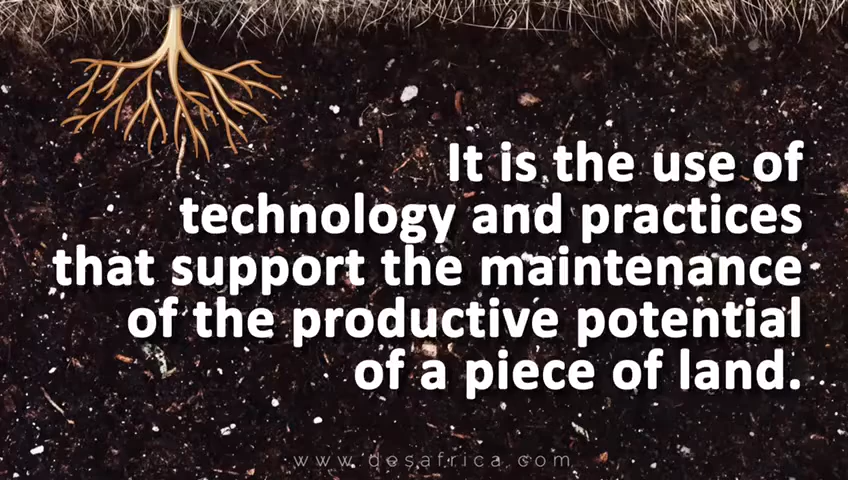 It is the use of
technology and practices
that support the maintenance
of the productive potential
of a piece of land.
www.desafrica.com